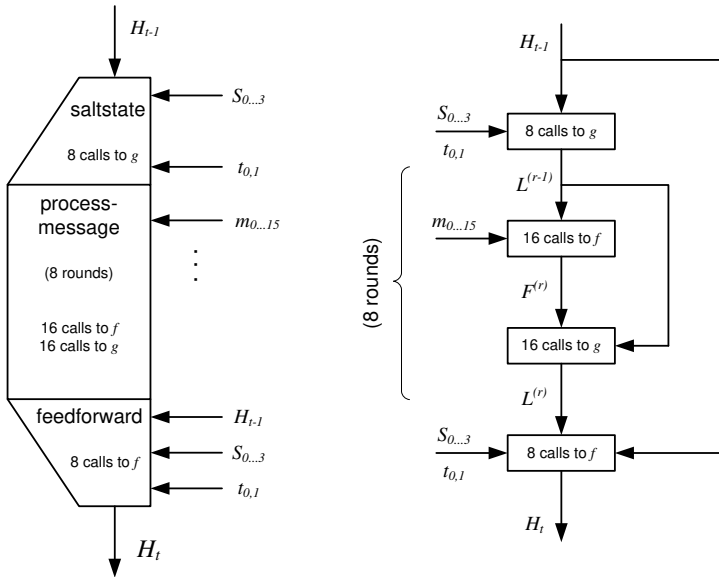 H_{t-1}
saltstate
S_{0...3}
8 calls to g
t_{0,1}
process-
message
m_{0...15}
(8 rounds)
16 calls to f
16 calls to g
feedforward
H_{t-1}
8 calls to f
S_{0...3}
t_{0,1}
H_t
H_{t-1}
S_{0...3}
8 calls to g
t_{0,1}
L^{(r-1)}
m_{0...15}
16 calls to f
(8 rounds)
F^{(r)}
16 calls to g
L^{(r)}
S_{0...3}
8 calls to f
t_{0,1}
H_t